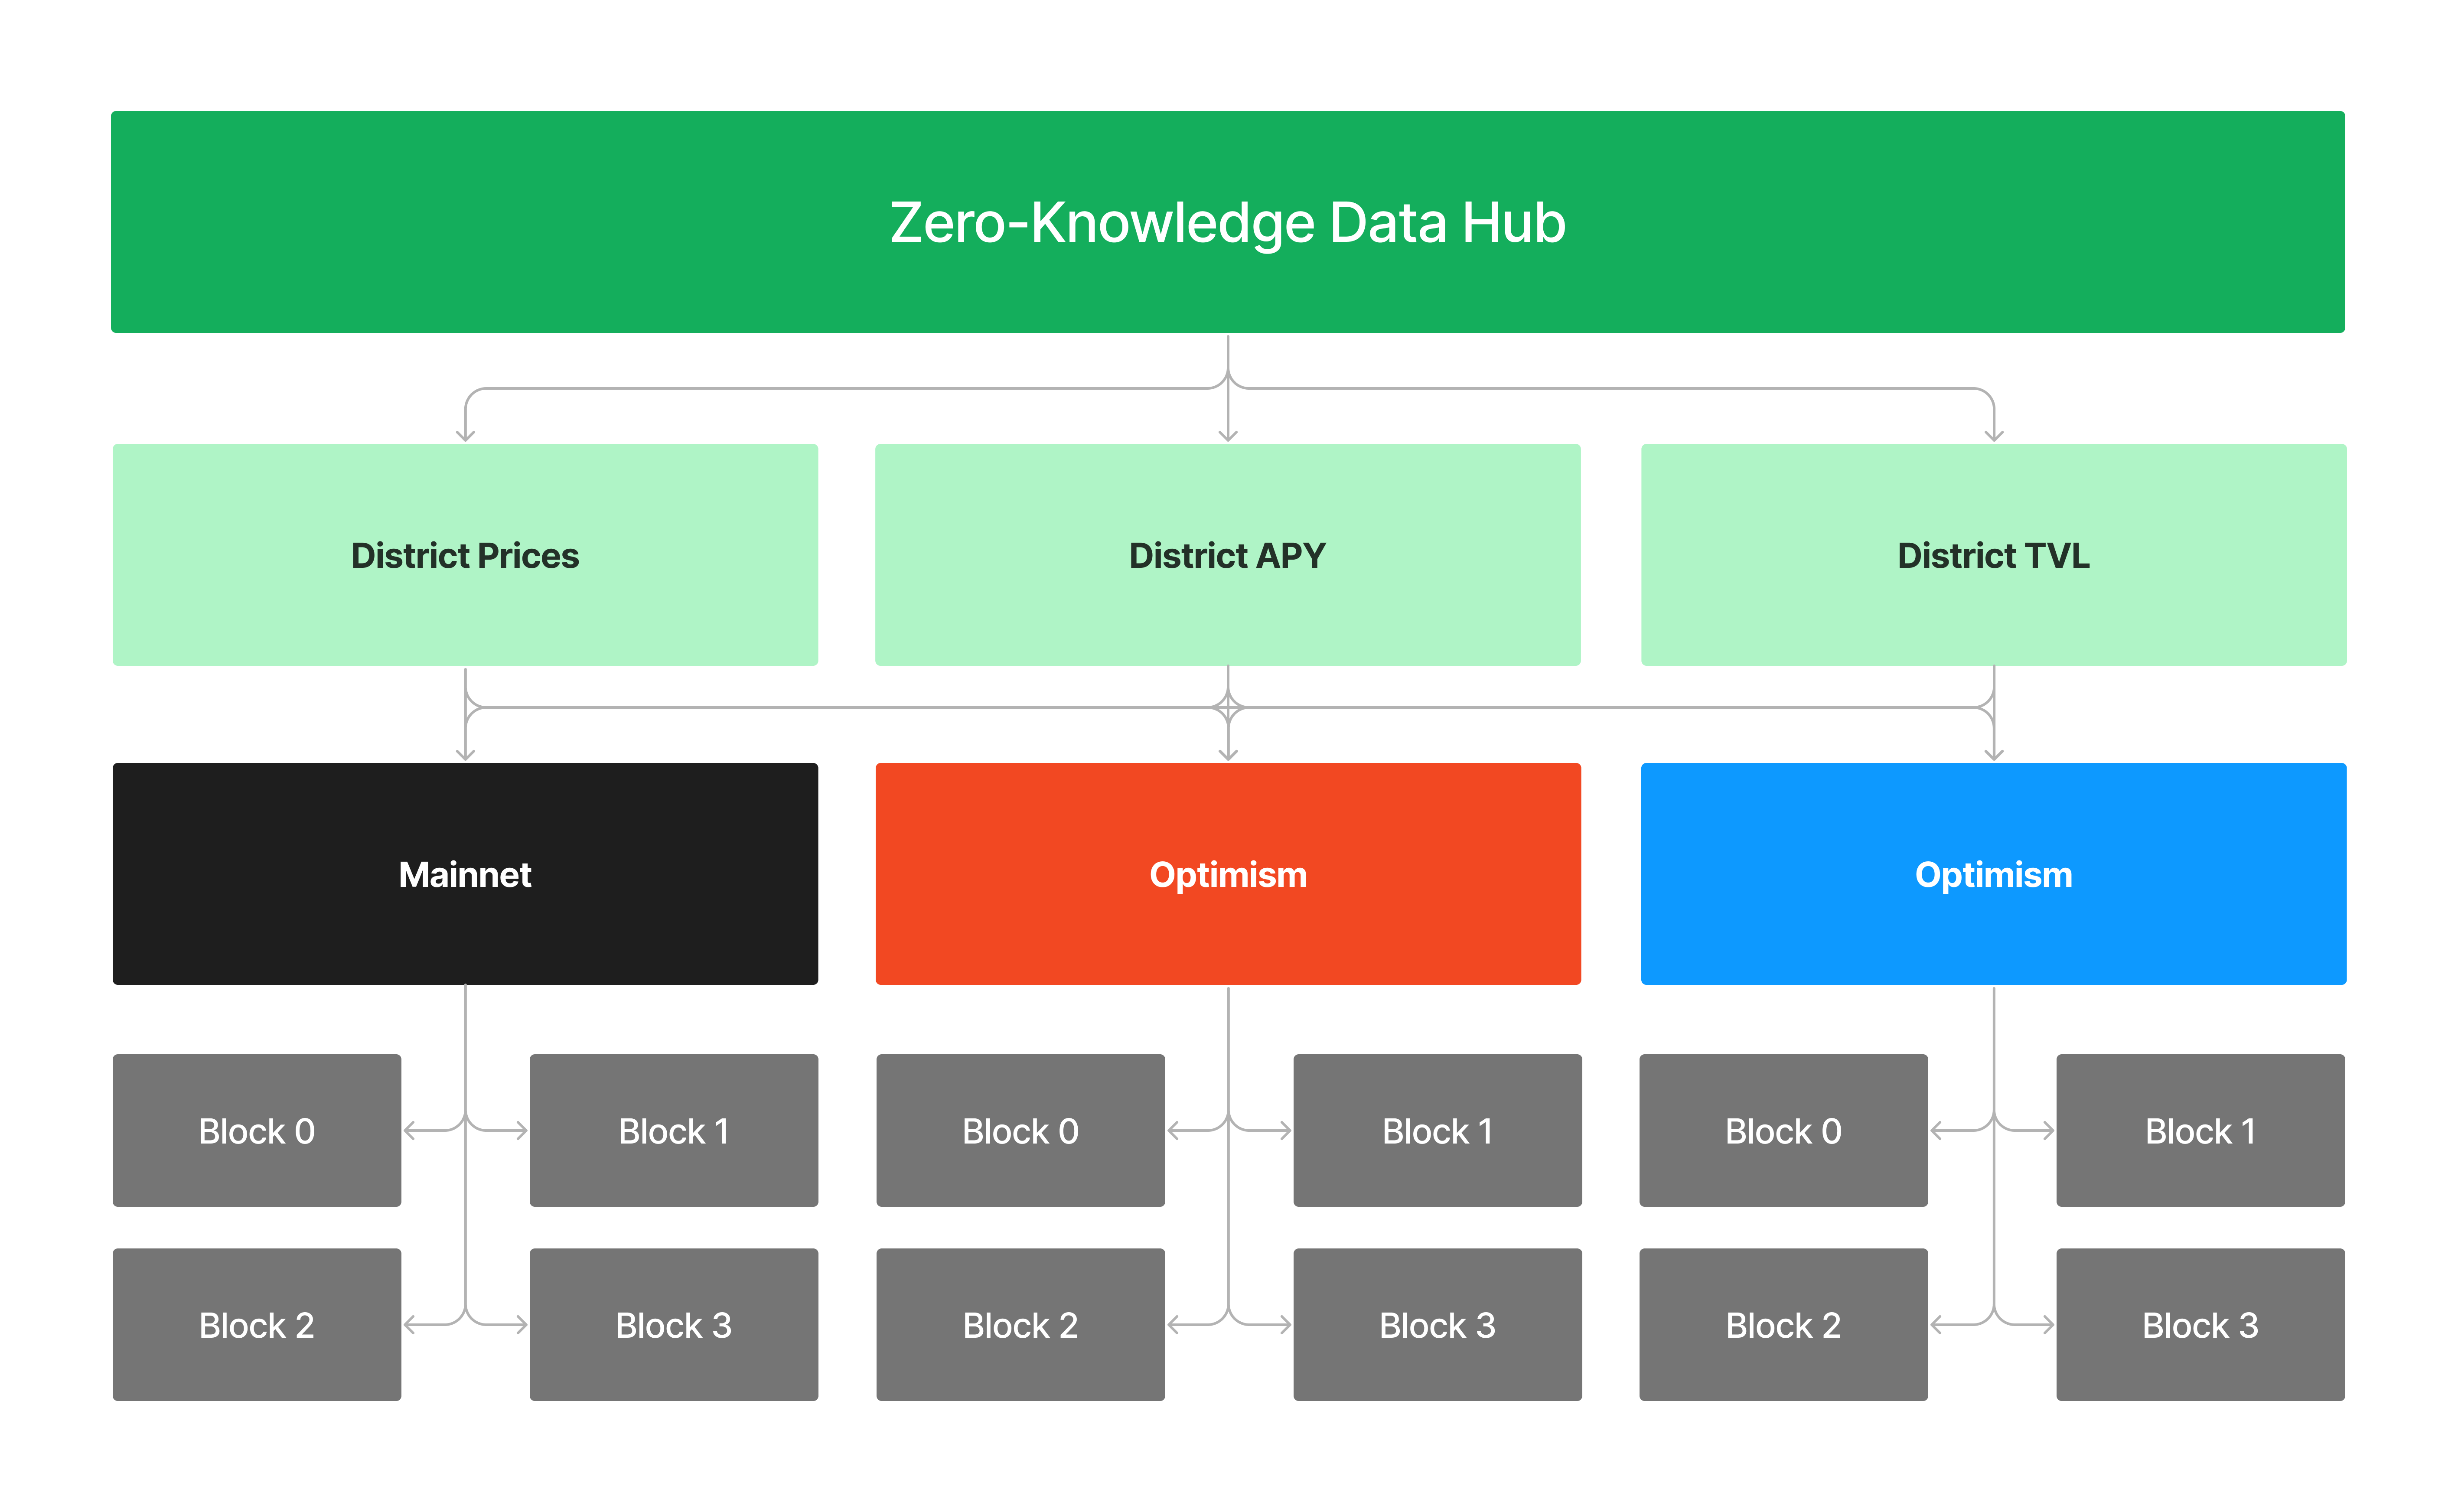 Zero-Knowledge Data Hub
District Prices
District APY
District TVL
Mainnet
Optimism
Optimism
Block 0
Block 1
Block 0
Block 1
Block 0
Block 1
Block 2
Block 3
Block 2
Block 3
Block 2
Block 3